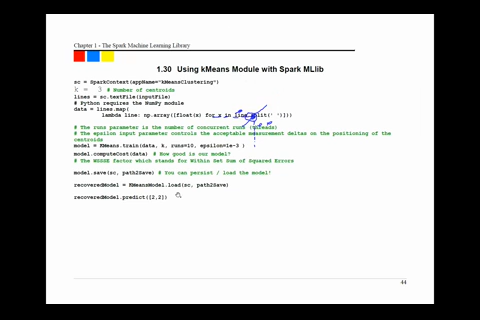 Chapter 1 - The Spark Machine Learning Library
1.30 Using kMeans Module with Spark MLlib
sc = SparkContext(appName="kMeansClustering")
k = 3 # Number of centroids
lines = sc.textFile(inputFile)
# Python requires the NumPy module
data = lines.map(
lambda line: np.array([float(x) for x in line.split(' ')]))
# The runs parameter is the number of concurrent runs (threads)
# The epsilon input parameter controls the acceptable measurement deltas on the positioning of the
centroids
model = KMeans.train(data, k, runs=10, epsilon=1e-3 )
model.computeCost(data) # How good is our model?
# The WSSSE factor which stands for Within Set Sum of Squared Errors
model.save(sc, path2Save) # You can persist / load the model!
recoveredModel = KMeansModel.load(sc, path2Save)
recoveredModel.predict([2,2])
44